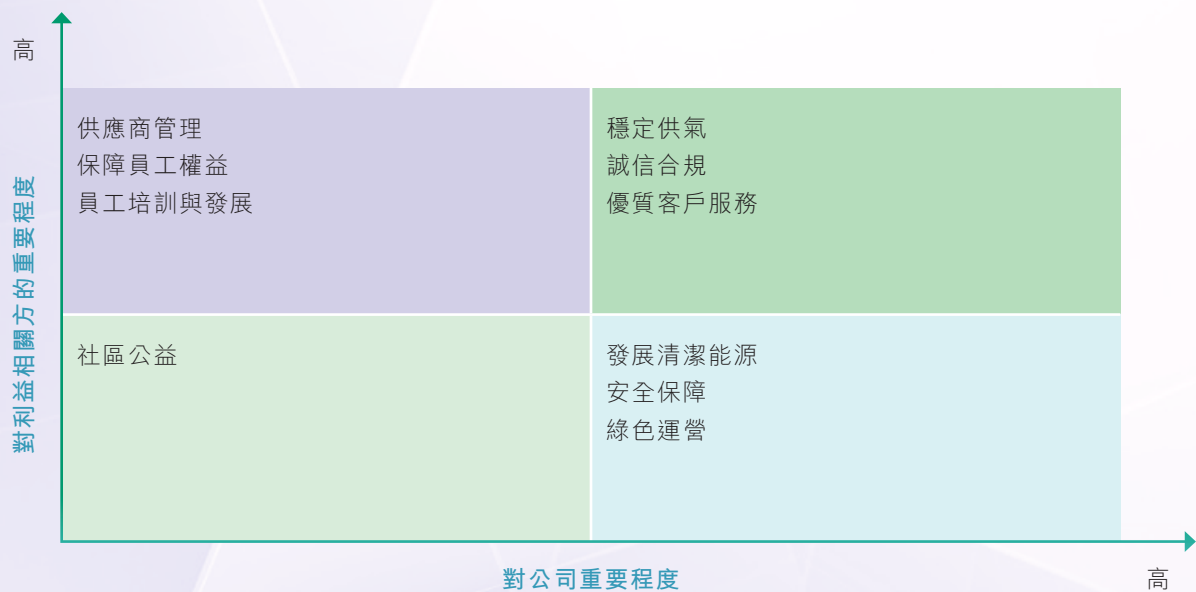 高
供應商管理
保障員工權益
員工培訓與發展
穩定供氣
誠信合規
優質客戶服務
對利益相關方的重要程度
社區公益
發展清潔能源
安全保障
綠色運營
對公司重要程度
高